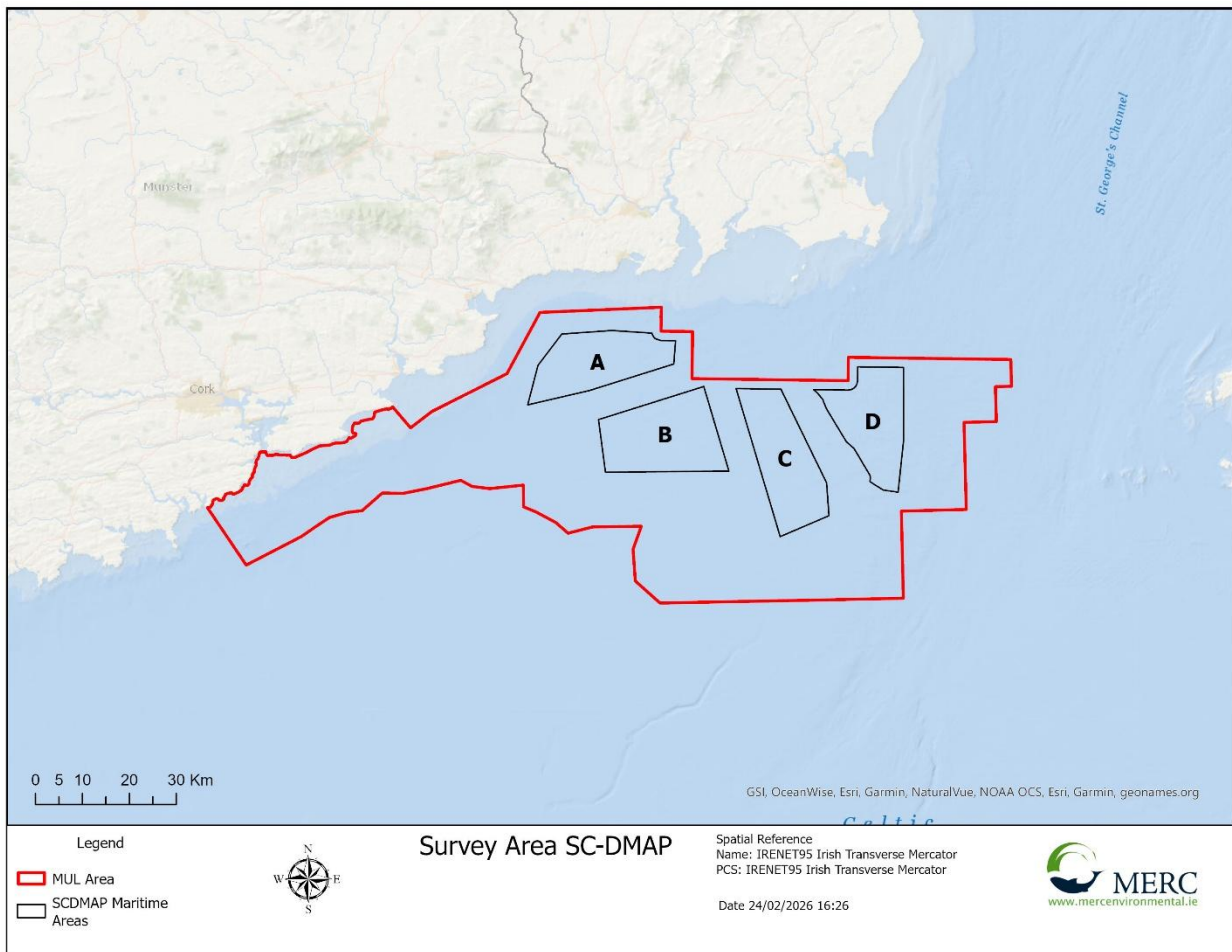 St. George's Channel
Munster
Cork
A
B
C
D
0 5 10 20 30 Km
GSI, OceanWise, Esri, Garmin, NaturalVue, NOAA OCS, Esri, Garmin, geonames.org
Celtic
Legend
MUL Area
SCDMAP Maritime
Areas
N
W E
S
Survey Area SC-DMAP
Spatial Reference
Name: IRENET95 Irish Transverse Mercator
PCS: IRENET95 Irish Transverse Mercator
Date 24/02/2026 16:26
MERC
www.mercenvironmental.ie